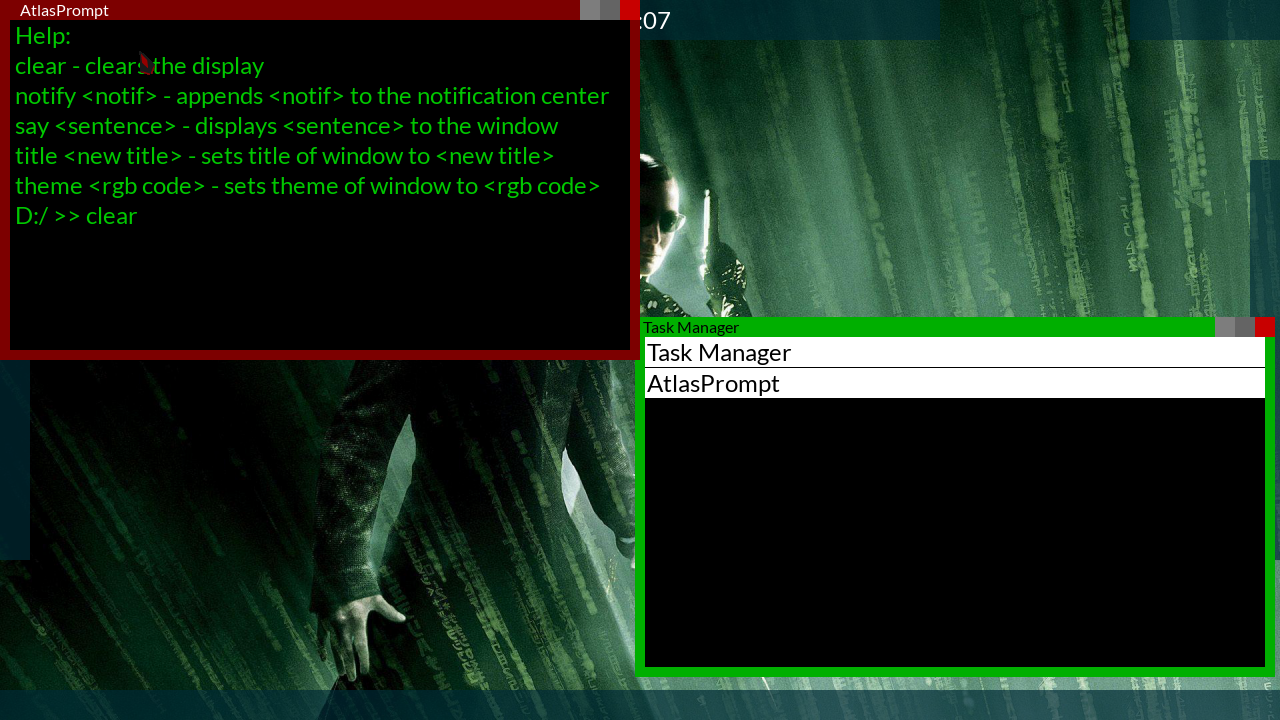 AtlasPrompt
:07
Help:
clear - clears the display
notify <notif> - appends <notif> to the notification center
say <sentence> - displays <sentence> to the window
title <new title> - sets title of window to <new title>
theme <rgb code> - sets theme of window to <rgb code>
D:/ >> clear
Task Manager
Task Manager
AtlasPrompt